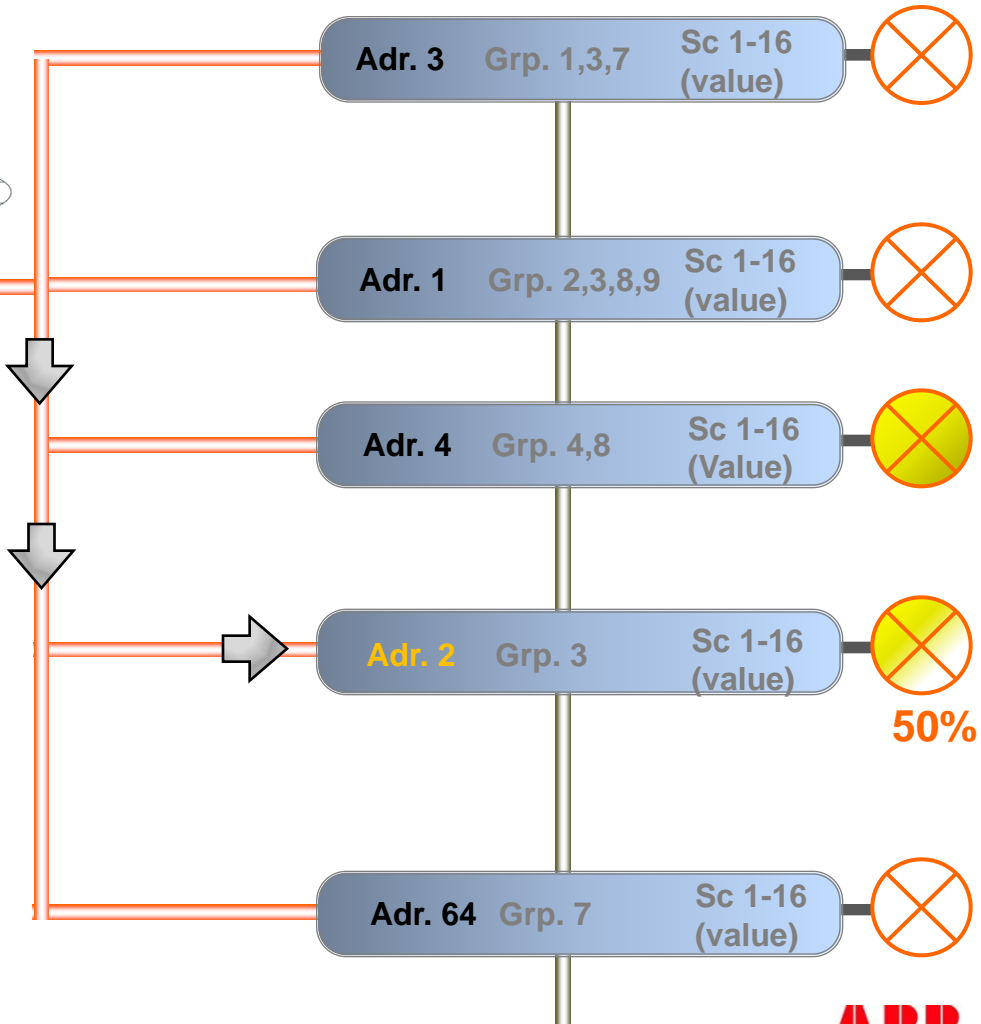 Adr. 3 Grp. 1,3,7 Sc 1-16
(value)
Adr. 1 Grp. 2,3,8,9 Sc 1-16
(value)
Adr. 4 Grp. 4,8 Sc 1-16
(Value)
Adr. 2 Grp. 3 Sc 1-16
(value)
50%
Adr. 64 Grp. 7 Sc 1-16
(value)
ABB